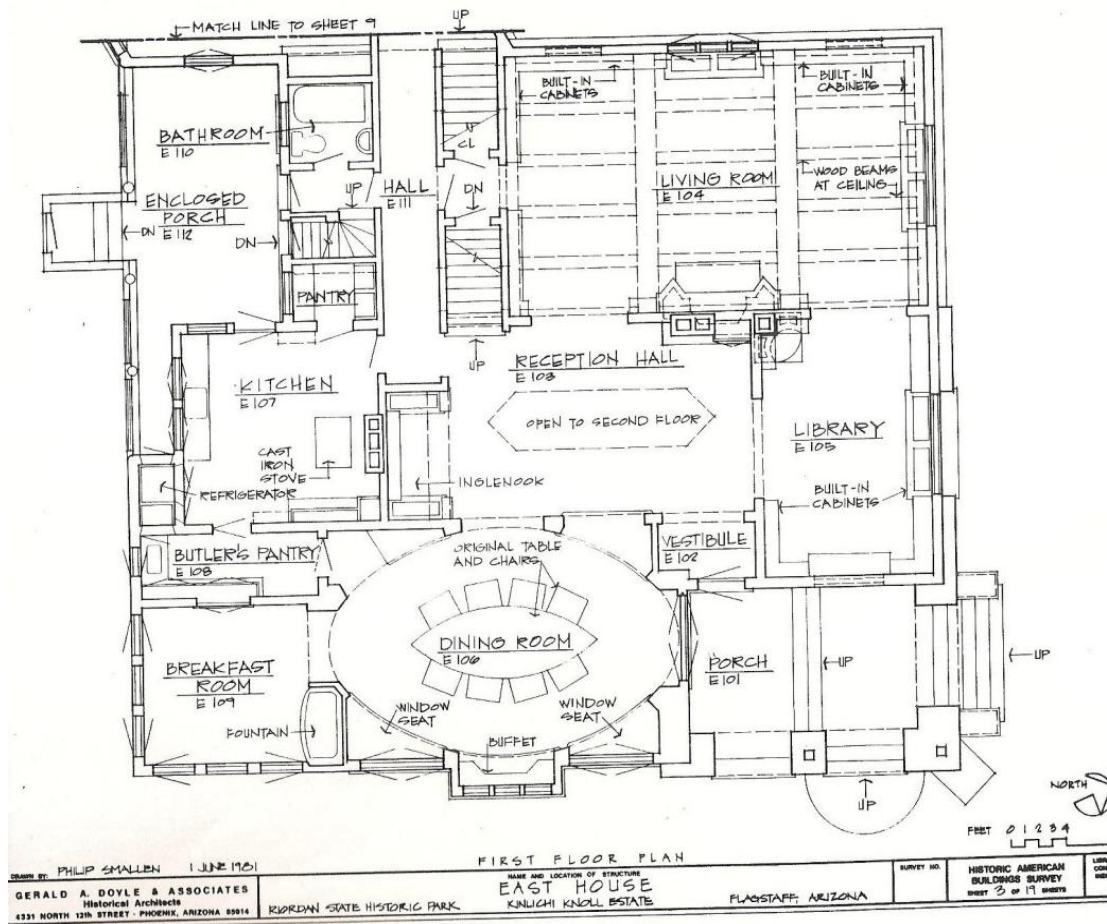 UP
MATCH LINE TO SHEET 9
BUILT-IN
CABINETS
BUILT-IN
CABINETS
BATHROOM
E 110
CL
UP
HALL
E 111
DN
LIVING ROOM
E 104
WOOD BEAMS
AT CEILING
ENCLOSED
PORCH
E 112
DN
DN
PANTRY
UP
RECEPTION HALL
E 103
KITCHEN
E 107
OPEN TO SECOND FLOOR
LIBRARY
E 105
CAST
IRON
STOVE
REFRIGERATOR
INGLENOOK
BUILT-IN
CABINETS
BUTLER'S PANTRY
E 108
ORIGINAL TABLE
AND CHAIRS
VESTIBULE
E 102
DINING ROOM
E 106
BREAKFAST
ROOM
E 109
PORCH
E 101
UP
UP
WINDOW
SEAT
WINDOW
SEAT
FOUNTAIN
BUFFET
UP
NORTH
FEET 0 1 2 3 4
FIRST FLOOR PLAN
DRAWN BY: PHILIP SMALLEN 1 JUNE 1981
GERALD A. DOYLE & ASSOCIATES
Historical Architects
4331 NORTH 12th STREET · PHOENIX, ARIZONA 85014
RIORDAN STATE HISTORIC PARK
NAME AND LOCATION OF STRUCTURE
EAST HOUSE
KINLICHI KNOLL ESTATE
FLAGSTAFF, ARIZONA
SURVEY NO.
HISTORIC AMERICAN
BUILDINGS SURVEY
SHEET 3 OF 19 SHEETS